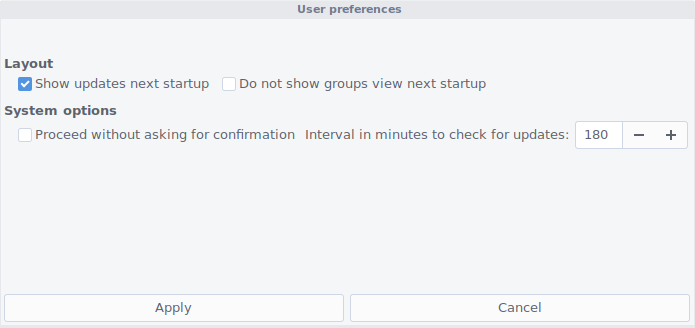 User preferences
Layout
Show updates next startup Do not show groups view next startup
System options
Proceed without asking for confirmation Interval in minutes to check for updates: 180 − +
Apply Cancel